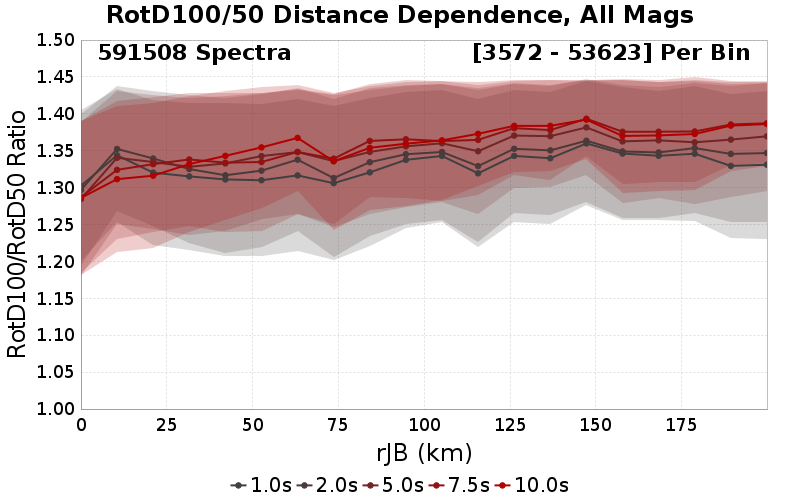 RotD100/50 Distance Dependence, All Mags
591508 Spectra
[3572 - 53623] Per Bin
RotD100/RotD50 Ratio
1.50
1.45
1.40
1.35
1.30
1.25
1.20
1.15
1.10
1.05
1.00
0 25 50 75 100 125 150 175
rJB (km)
1.0s 2.0s 5.0s 7.5s 10.0s